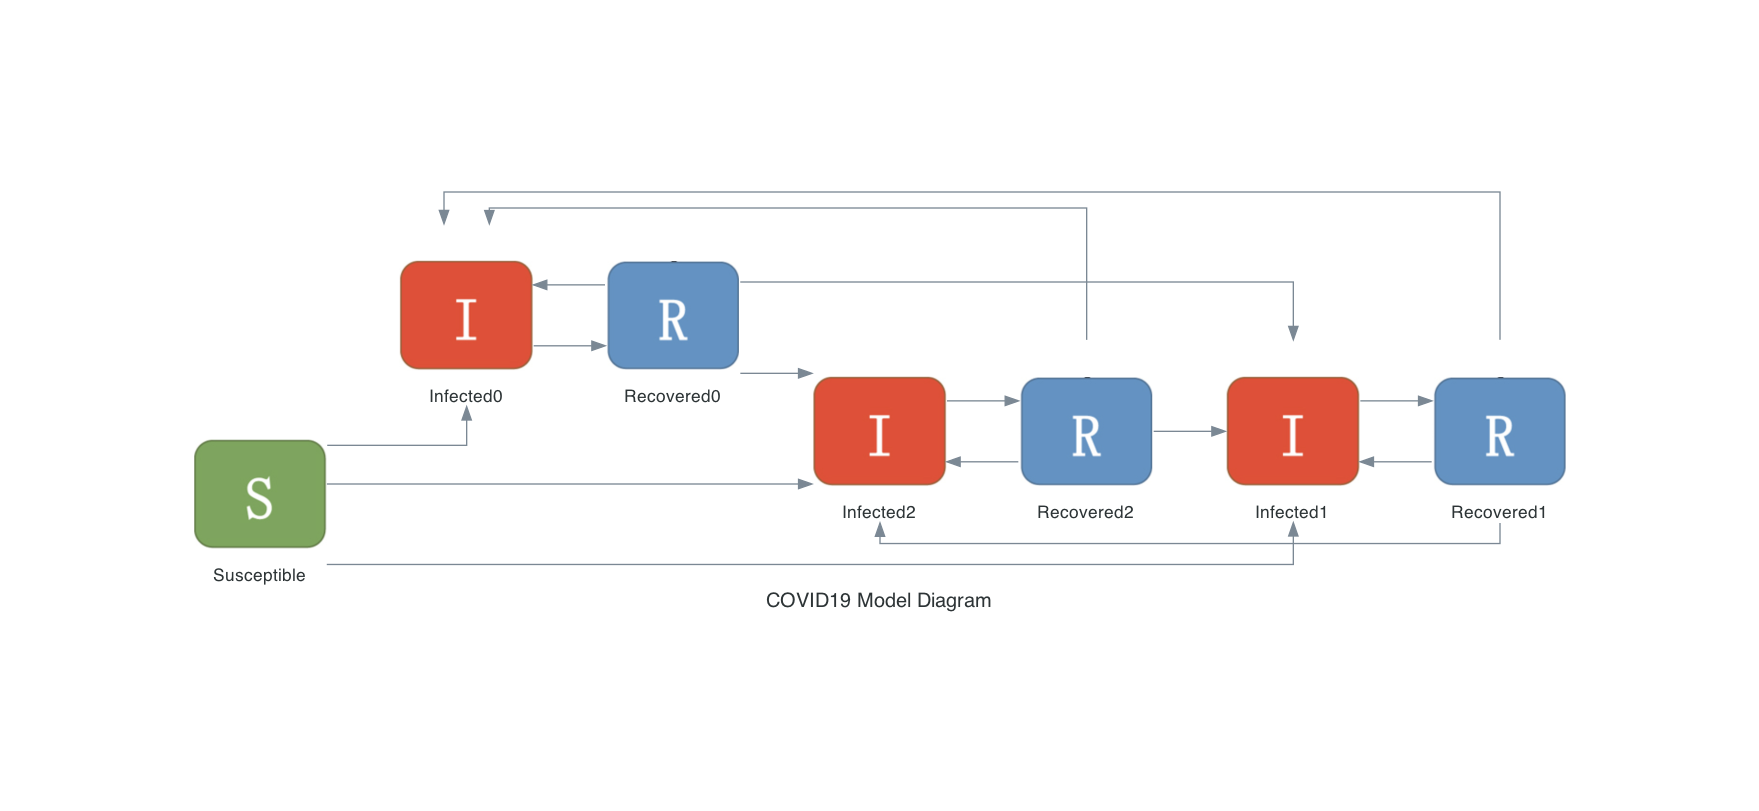 I
R
Infected0
Recovered0
I
R
I
R
S
Infected2
Recovered2
Infected1
Recovered1
Susceptible
COVID19 Model Diagram